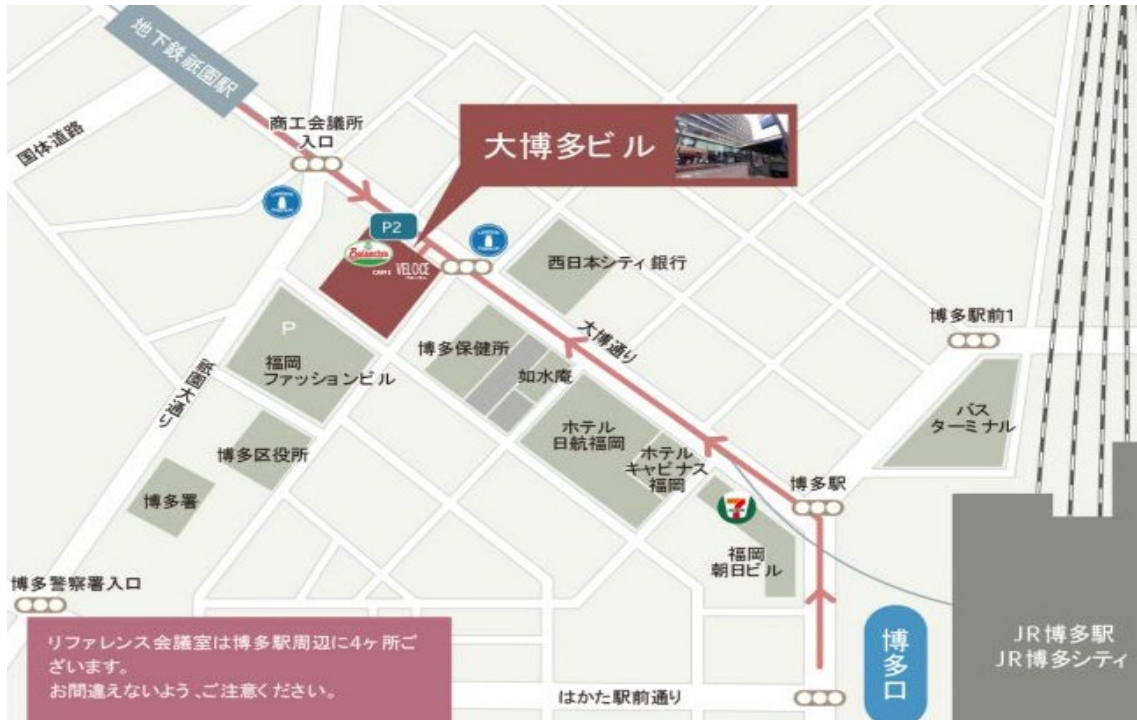 地下鉄祇園駅
国体道路
商工会議所
入口
大博多ビル
P2
VELOCE
西日本シティ銀行
博多駅前1
大博通り
博多保健所
如水庵
P
福岡
ファッションビル
祇園大通り
バス
ターミナル
ホテル
日航福岡
ホテル
キャビナス
福岡
博多区役所
博多署
博多駅
7
福岡
朝日ビル
博多警察署入口
リファレンス会議室は博多駅周辺に4ヶ所ご
ざいます。
お間違えないよう、ご注意ください。
博多口
JR博多駅
JR博多シティ
はかた駅前通り